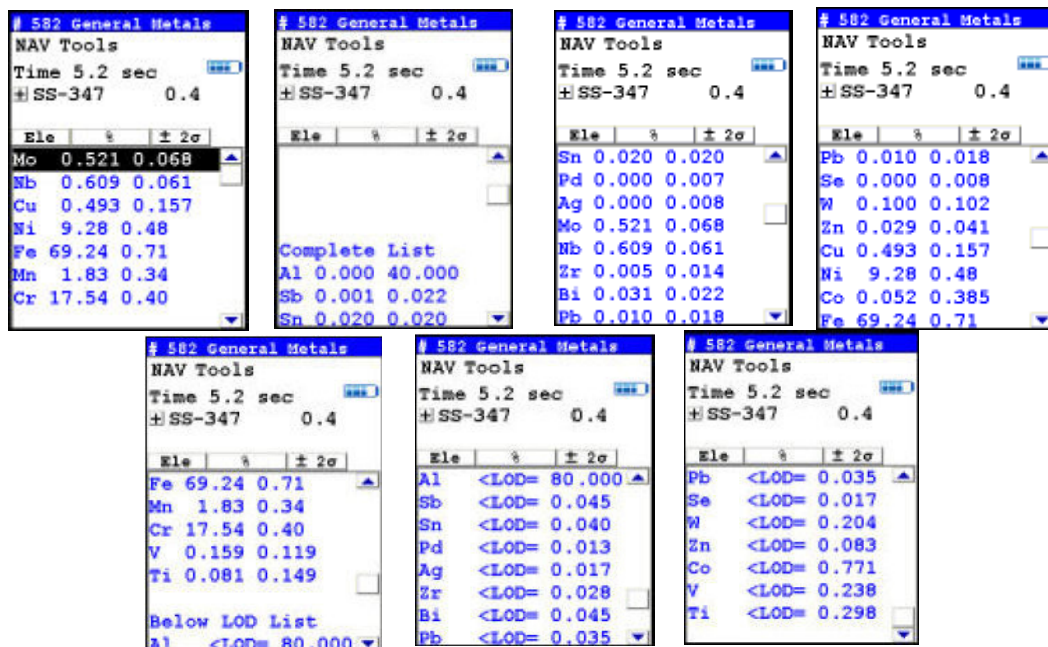 # 582 General Metals
NAV Tools
Time 5.2 sec
+ SS-347 0.4
Ele % ± 2σ
Mo 0.521 0.068
Nb 0.609 0.061
Cu 0.493 0.157
Ni 9.28 0.48
Fe 69.24 0.71
Mn 1.83 0.34
Cr 17.54 0.40
# 582 General Metals
NAV Tools
Time 5.2 sec
+ SS-347 0.4
Ele % ± 2σ
Complete List
Al 0.000 40.000
Sb 0.001 0.022
Sn 0.020 0.020
# 582 General Metals
NAV Tools
Time 5.2 sec
+ SS-347 0.4
Ele % ± 2σ
Sn 0.020 0.020
Pd 0.000 0.007
Ag 0.000 0.008
Mo 0.521 0.068
Nb 0.609 0.061
Zr 0.005 0.014
Bi 0.031 0.022
Pb 0.010 0.018
# 582 General Metals
NAV Tools
Time 5.2 sec
+ SS-347 0.4
Ele % ± 2σ
Pb 0.010 0.018
Se 0.000 0.008
W 0.100 0.102
Zn 0.029 0.041
Cu 0.493 0.157
Ni 9.28 0.48
Co 0.052 0.385
Fe 69.24 0.71
# 582 General Metals
NAV Tools
Time 5.2 sec
+ SS-347 0.4
Ele % ± 2σ
Fe 69.24 0.71
Mn 1.83 0.34
Cr 17.54 0.40
V 0.159 0.119
Ti 0.081 0.149
Below LOD List
Al <LOD= 80.000
# 582 General Metals
NAV Tools
Time 5.2 sec
+ SS-347 0.4
Ele % ± 2σ
Al <LOD= 80.000
Sb <LOD= 0.045
Sn <LOD= 0.040
Pd <LOD= 0.013
Ag <LOD= 0.017
Zr <LOD= 0.028
Bi <LOD= 0.045
Pb <LOD= 0.035
# 582 General Metals
NAV Tools
Time 5.2 sec
+ SS-347 0.4
Ele % ± 2σ
Pb <LOD= 0.035
Se <LOD= 0.017
W <LOD= 0.204
Zn <LOD= 0.083
Co <LOD= 0.771
V <LOD= 0.238
Ti <LOD= 0.298